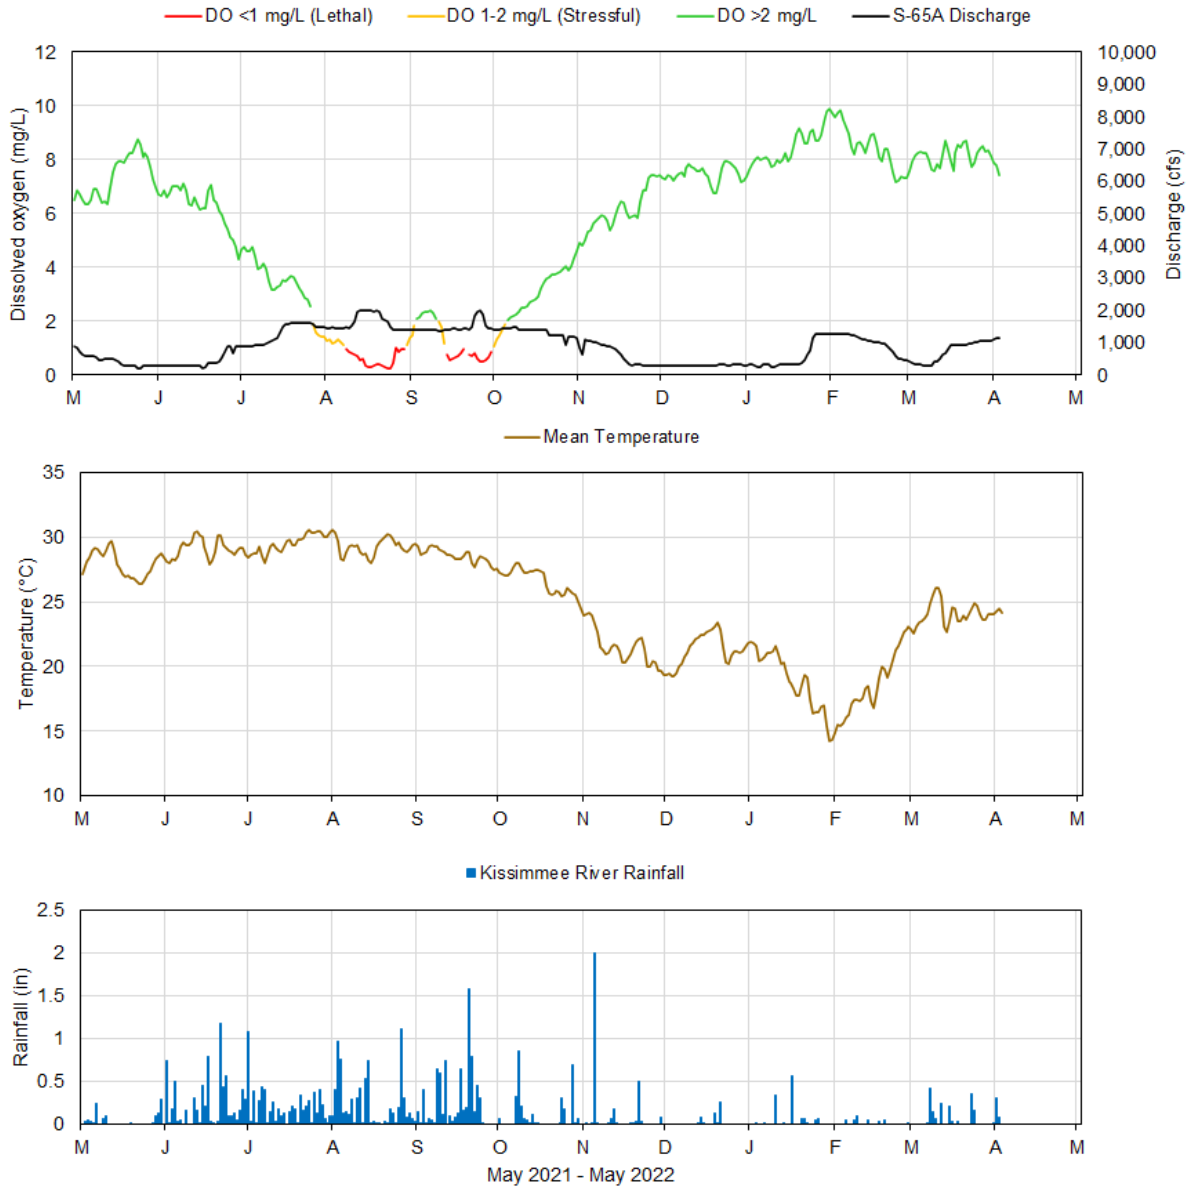 DO <1 mg/L (Lethal) DO 1-2 mg/L (Stressful) DO >2 mg/L S-65A Discharge
12 10,000
9,000
10 8,000
8 7,000
6,000
6 5,000
4,000
4 3,000
2 2,000
1,000
0 0
Dissolved oxygen (mg/L)
Discharge (cfs)
M J J A S O N D J F M A M
Mean Temperature
35
30
25
20
15
10
Temperature (°C)
M J J A S O N D J F M A M
Kissimmee River Rainfall
2.5
2
1.5
1
0.5
0
Rainfall (in)
M J J A S O N D J F M A M
May 2021 - May 2022